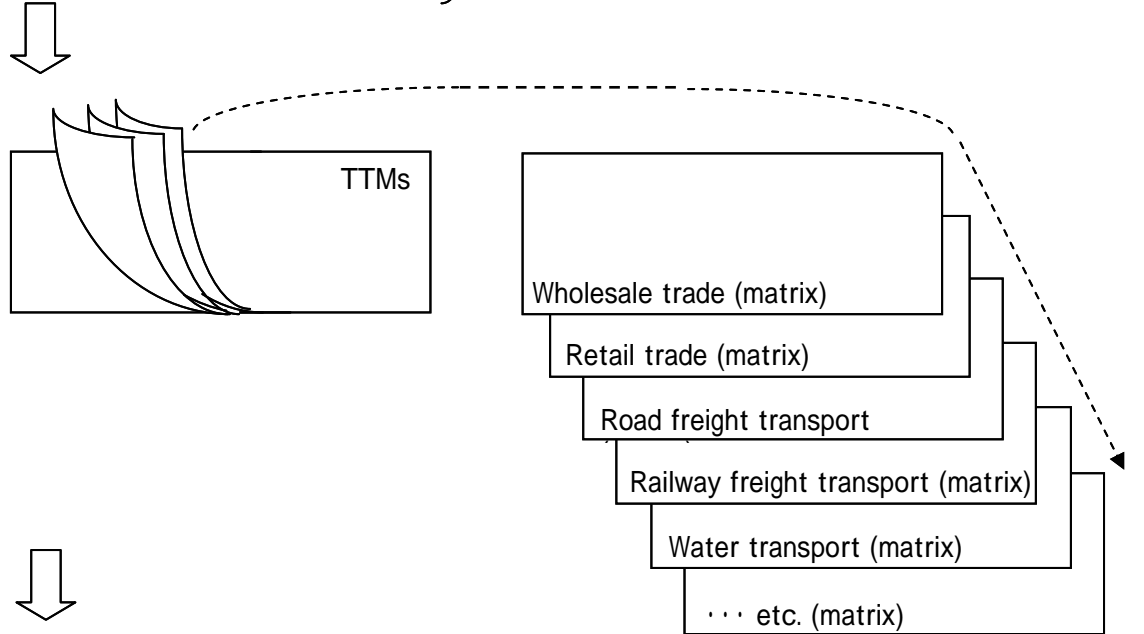 TTMs
Wholesale trade (matrix)
Retail trade (matrix)
Road freight transport
Railway freight transport (matrix)
Water transport (matrix)
··· etc. (matrix)